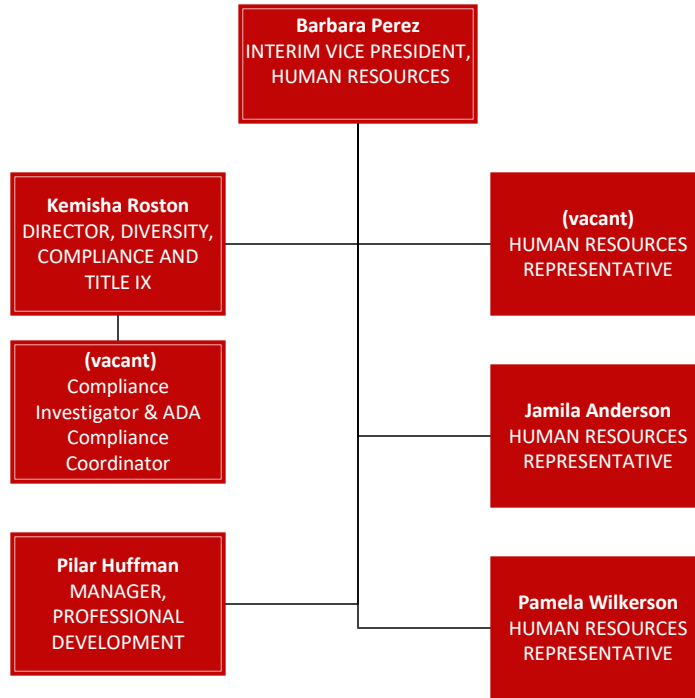 Barbara Perez
INTERIM VICE PRESIDENT,
HUMAN RESOURCES
Kemisha Roston
DIRECTOR, DIVERSITY,
COMPLIANCE AND
TITLE IX
(vacant)
HUMAN RESOURCES
REPRESENTATIVE
(vacant)
Compliance
Investigator & ADA
Compliance
Coordinator
Jamila Anderson
HUMAN RESOURCES
REPRESENTATIVE
Pilar Huffman
MANAGER,
PROFESSIONAL
DEVELOPMENT
Pamela Wilkerson
HUMAN RESOURCES
REPRESENTATIVE